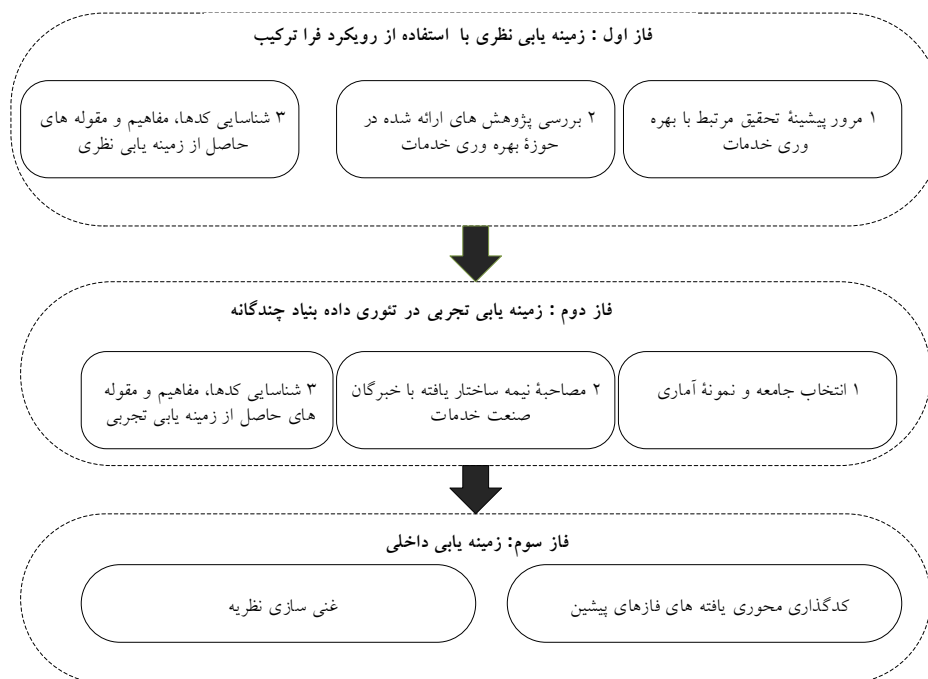 فاز اول : زمینه یابی نظری با استفاده از رویکرد فرا ترکیب
۱ مرور پیشینۀ تحقیق مرتبط با بهره
وری خدمات
۲ بررسی پژوهش های ارائه شده در
حوزۀ بهره وری خدمات
۳ شناسایی کدها، مفاهیم و مقوله های
حاصل از زمینه یابی نظری
فاز دوم : زمینه یابی تجربی در تئوری داده بنیاد چندگانه
۱ انتخاب جامعه و نمونۀ آماری
۲ مصاحبۀ نیمه ساختار یافته با خبرگان
صنعت خدمات
۳ شناسایی کدها، مفاهیم و مقوله
های حاصل از زمینه یابی تجربی
فاز سوم: زمینه یابی داخلی
کدگذاری محوری یافته های فازهای پیشین
غنی سازی نظریه